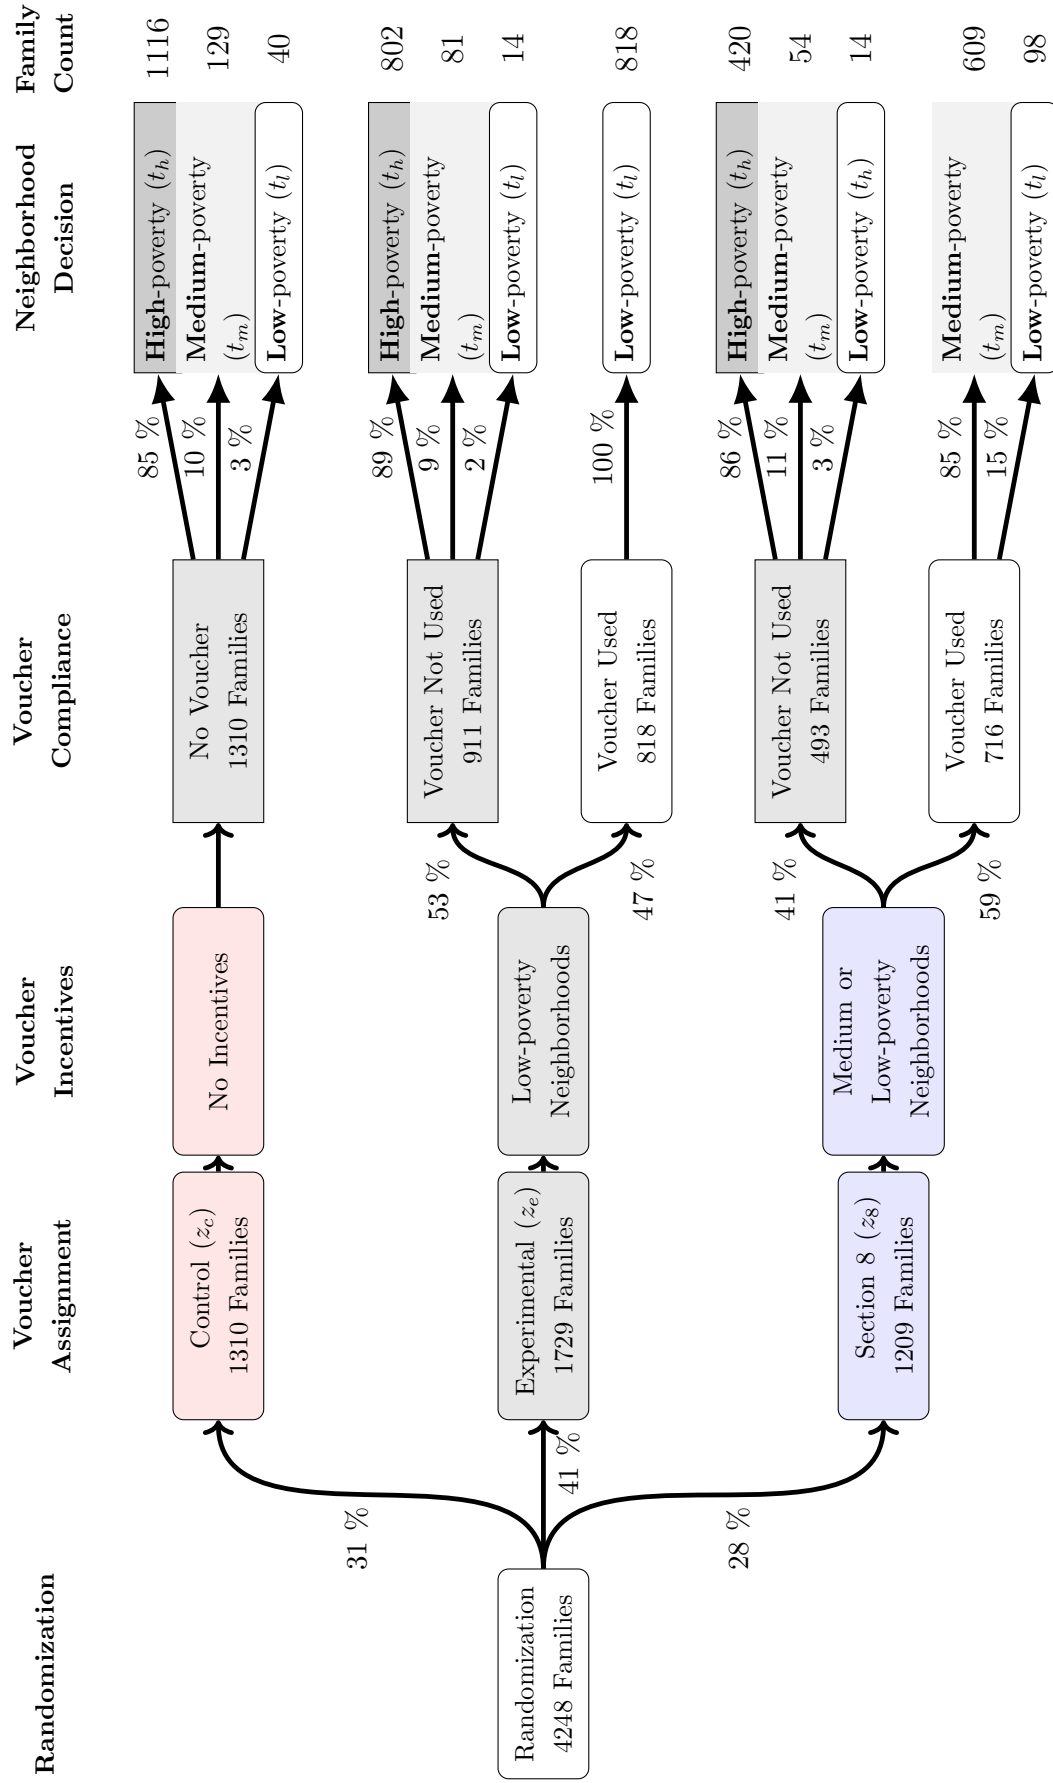 Randomization
Voucher
Assignment
Voucher
Incentives
Voucher
Compliance
Neighborhood
Decision
Family
Count
Randomization
4248 Families
31 %
41 %
28 %
Control (z_c)
1310 Families
No Incentives
No Voucher
1310 Families
85 %
10 %
3 %
High-poverty (t_h)
Medium-poverty
(t_m)
Low-poverty (t_l)
1116
129
40
Experimental (z_e)
1729 Families
Low-poverty
Neighborhoods
53 %
47 %
Voucher Not Used
911 Families
89 %
9 %
2 %
High-poverty (t_h)
Medium-poverty
(t_m)
Low-poverty (t_l)
802
81
14
Voucher Used
818 Families
100 %
Low-poverty (t_l)
818
Section 8 (z_8)
1209 Families
Medium or
Low-poverty
Neighborhoods
41 %
59 %
Voucher Not Used
493 Families
86 %
11 %
3 %
High-poverty (t_h)
Medium-poverty
(t_m)
Low-poverty (t_h)
420
54
14
Voucher Used
716 Families
85 %
15 %
Medium-poverty
(t_m)
Low-poverty (t_l)
609
98